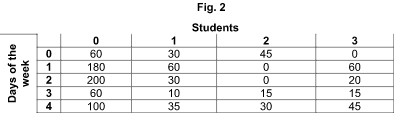 Fig. 2
Students
Days of the
week
0 1 2 3
0 60 30 45 0
1 180 60 0 60
2 200 30 0 20
3 60 10 15 15
4 100 35 30 45